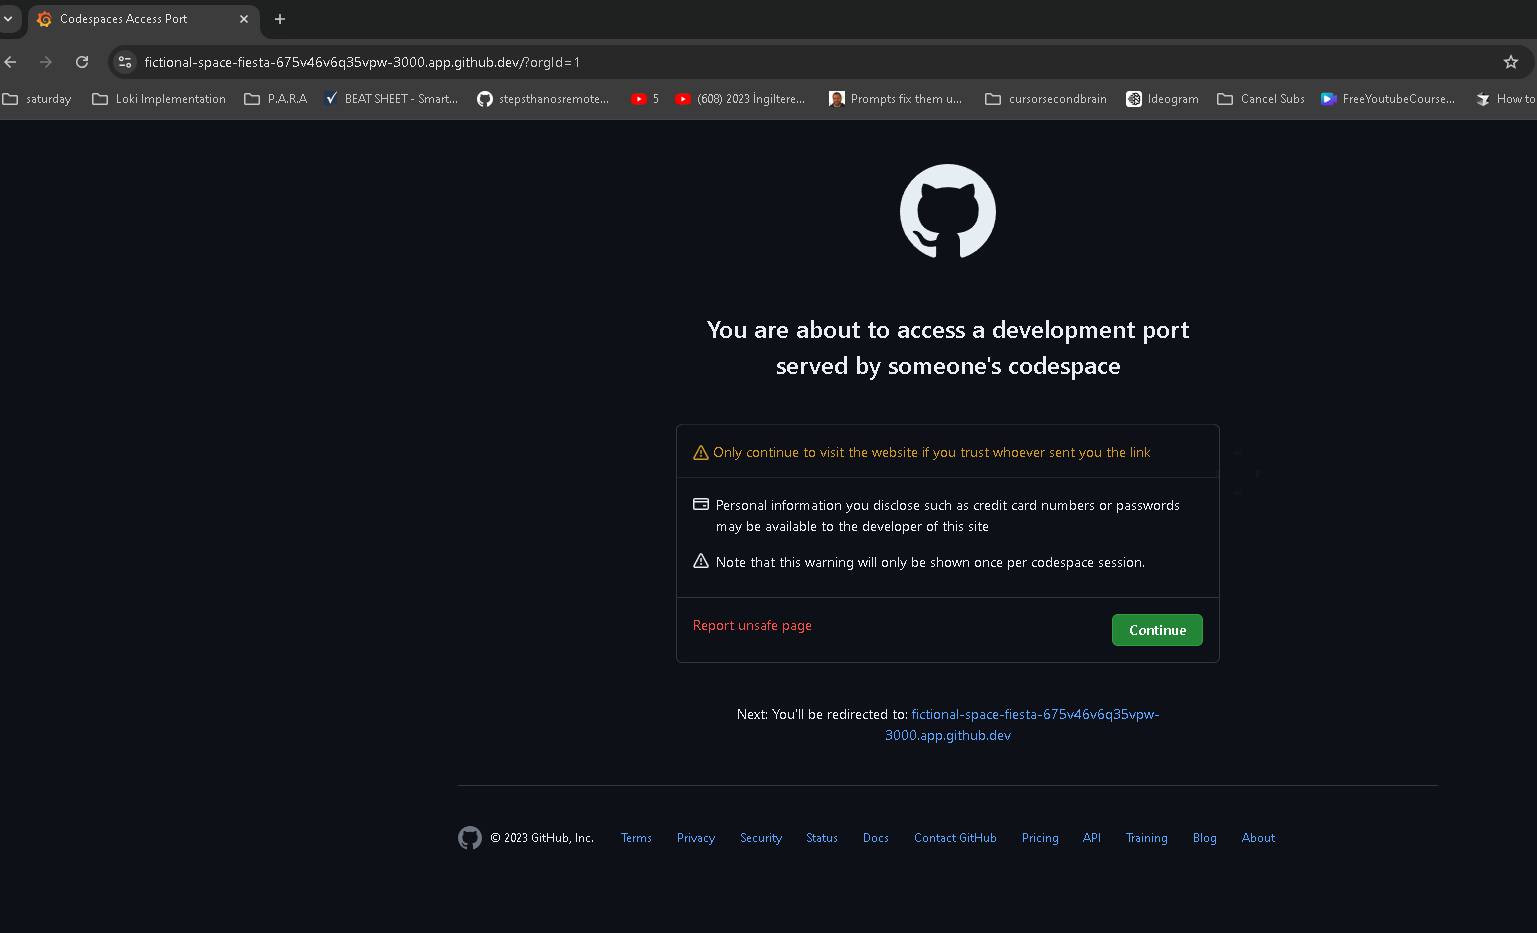 Codespaces Access Port
fictional-space-fiesta-675v46v6q35vpw-3000.app.github.dev/?orgId=1
saturday Loki Implementation P.A.R.A BEAT SHEET - Smart... stepsthanosremote... 5 (608) 2023 İngiltere... Prompts fix them u... cursorsecondbrain Ideogram Cancel Subs FreeYoutubeCourse... How to
You are about to access a development port
served by someone's codespace
Only continue to visit the website if you trust whoever sent you the link
Personal information you disclose such as credit card numbers or passwords
may be available to the developer of this site
Note that this warning will only be shown once per codespace session.
Report unsafe page Continue
Next: You'll be redirected to: fictional-space-fiesta-675v46v6q35vpw-
3000.app.github.dev
© 2023 GitHub, Inc. Terms Privacy Security Status Docs Contact GitHub Pricing API Training Blog About